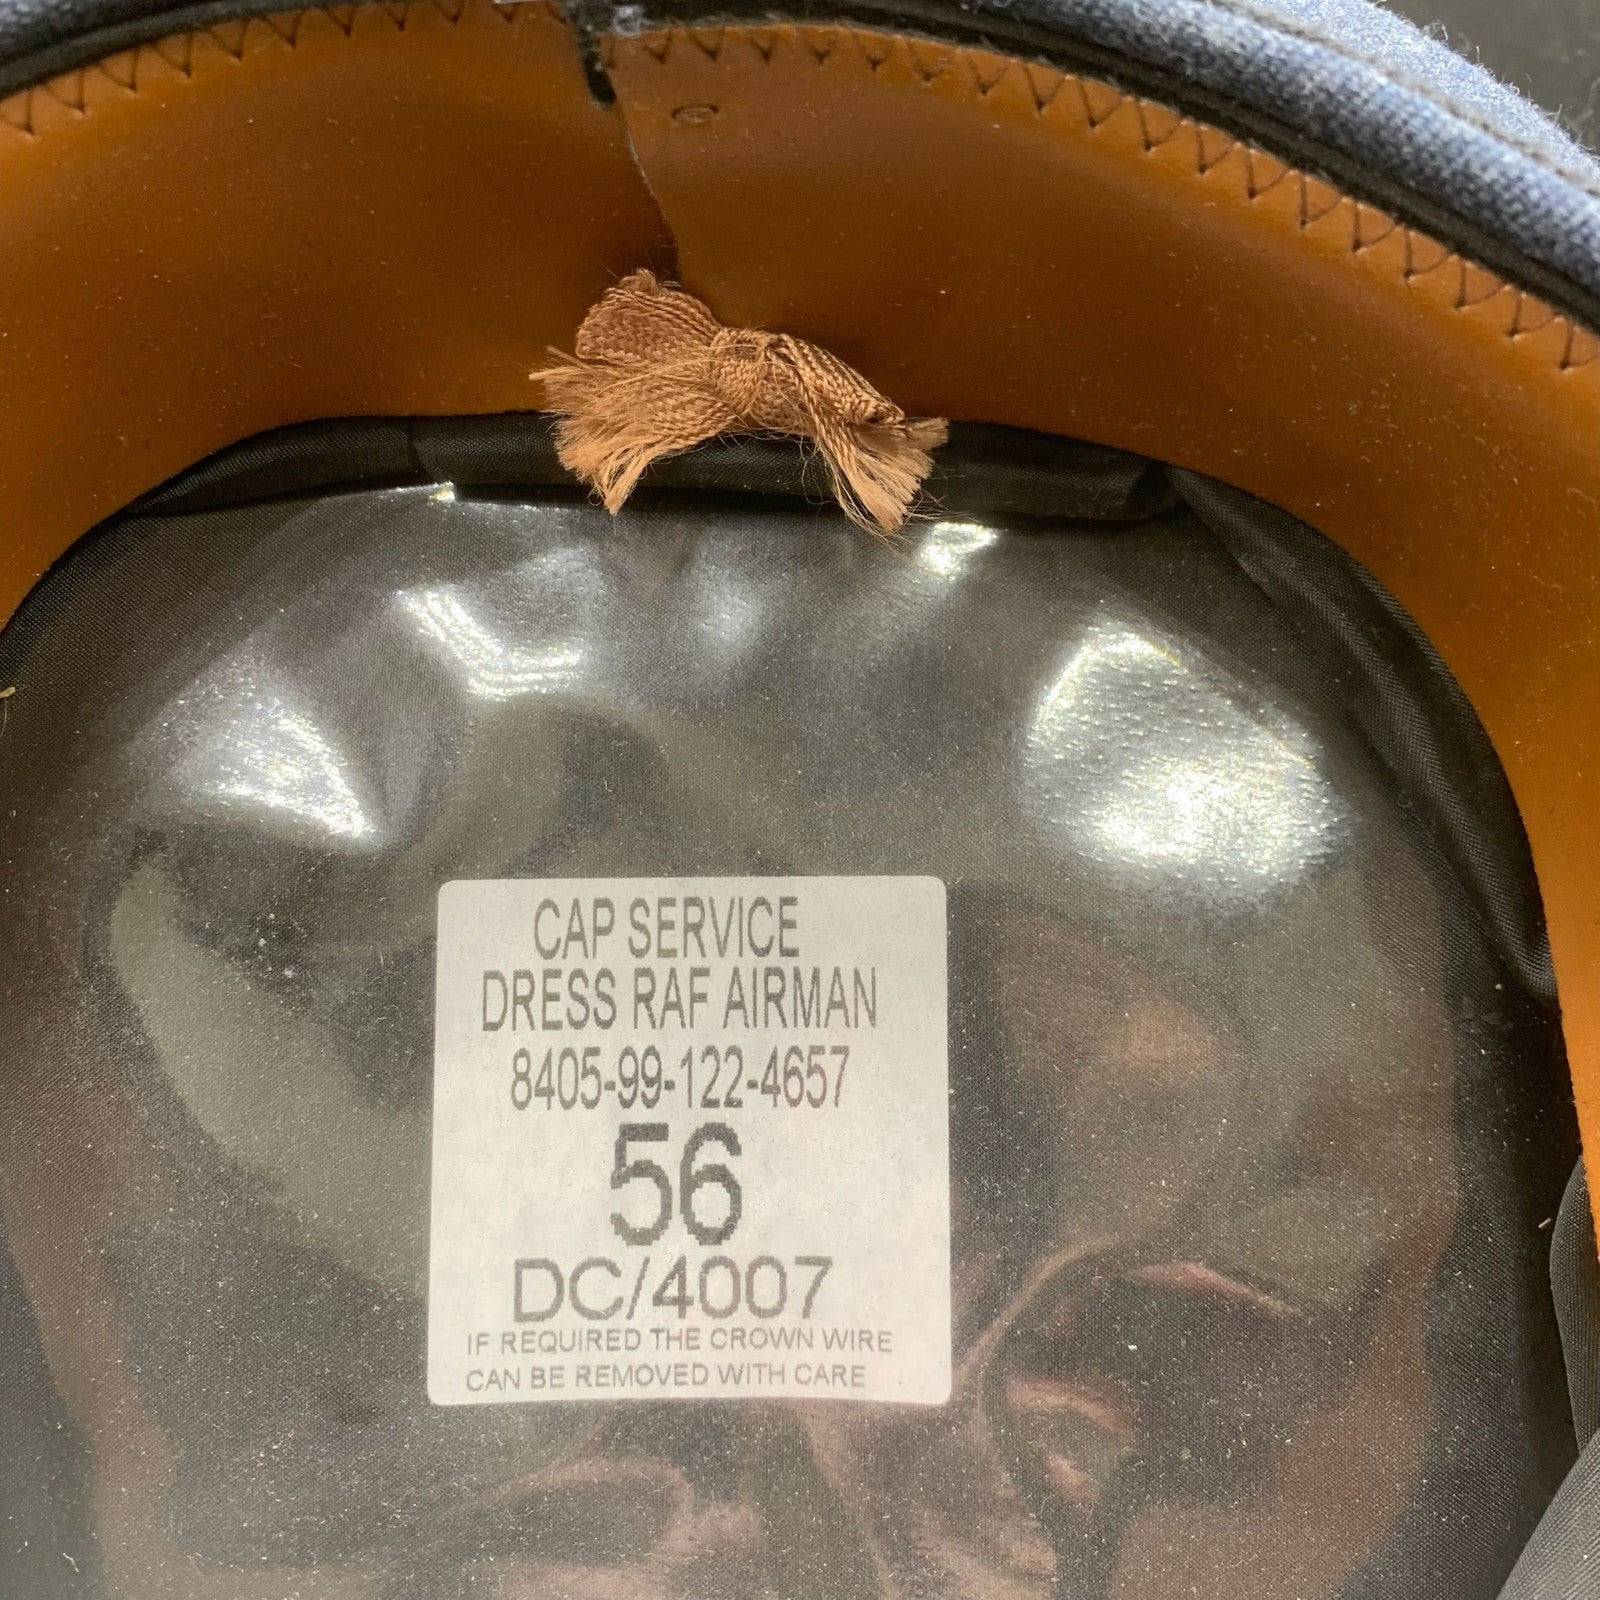 CAP SERVICE
DRESS RAF AIRMAN
8405-99-122-4657
56
DC/4007
IF REQUIRED THE CROWN WIRE
CAN BE REMOVED WITH CARE